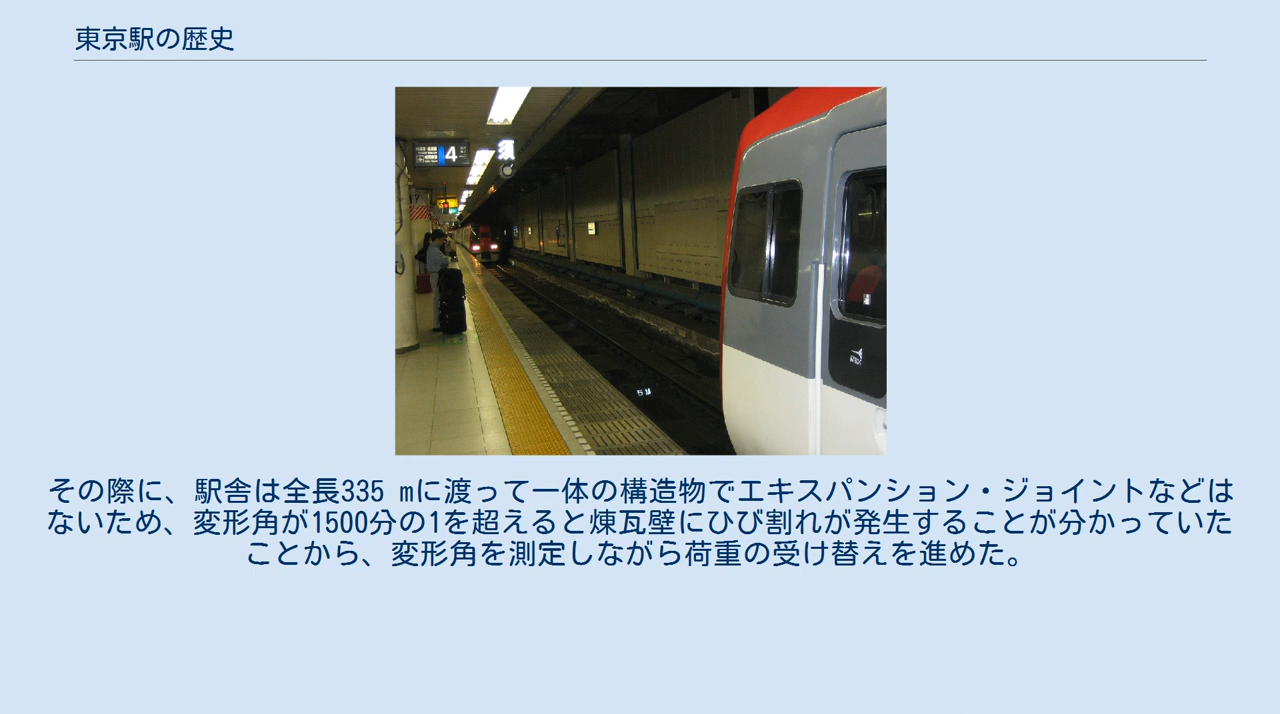 東京駅の歴史
4
その際に、駅舎は全長335 mに渡って一体の構造物でエキスパンション・ジョイントなどは
ないため、変形角が1500分の1を超えると煉瓦壁にひび割れが発生することが分かっていた
ことから、変形角を測定しながら荷重の受け替えを進めた。